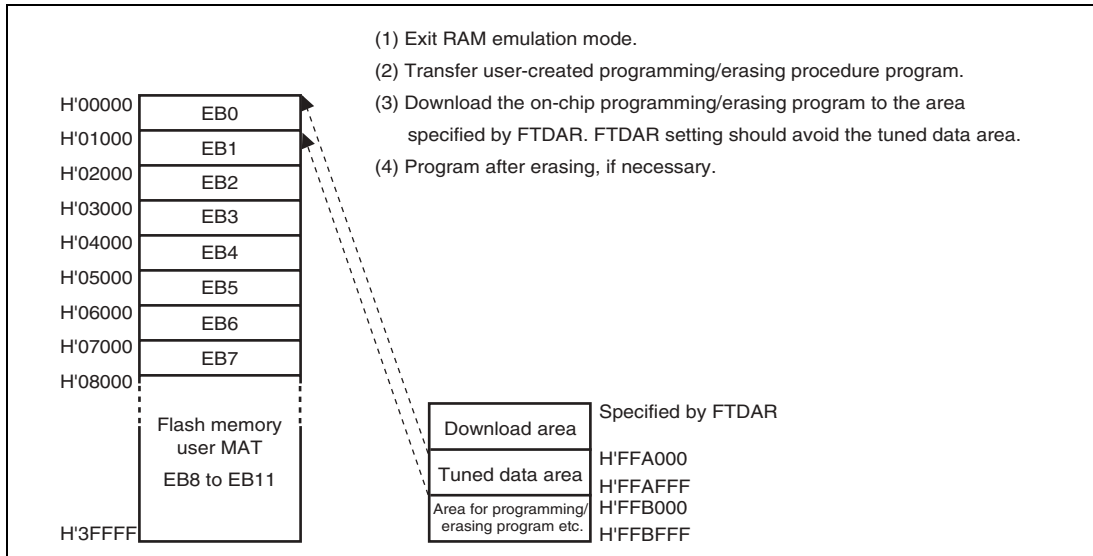 (1) Exit RAM emulation mode.
(2) Transfer user-created programming/erasing procedure program.
(3) Download the on-chip programming/erasing program to the area
specified by FTDAR. FTDAR setting should avoid the tuned data area.
(4) Program after erasing, if necessary.
H'00000
EB0
H'01000
EB1
H'02000
EB2
H'03000
EB3
H'04000
EB4
H'05000
EB5
H'06000
EB6
H'07000
EB7
H'08000
Flash memory
user MAT
EB8 to EB11
H'3FFFF
Specified by FTDAR
Download area
H'FFA000
Tuned data area
H'FFAFFF
H'FFB000
Area for programming/
erasing program etc.
H'FFBFFF